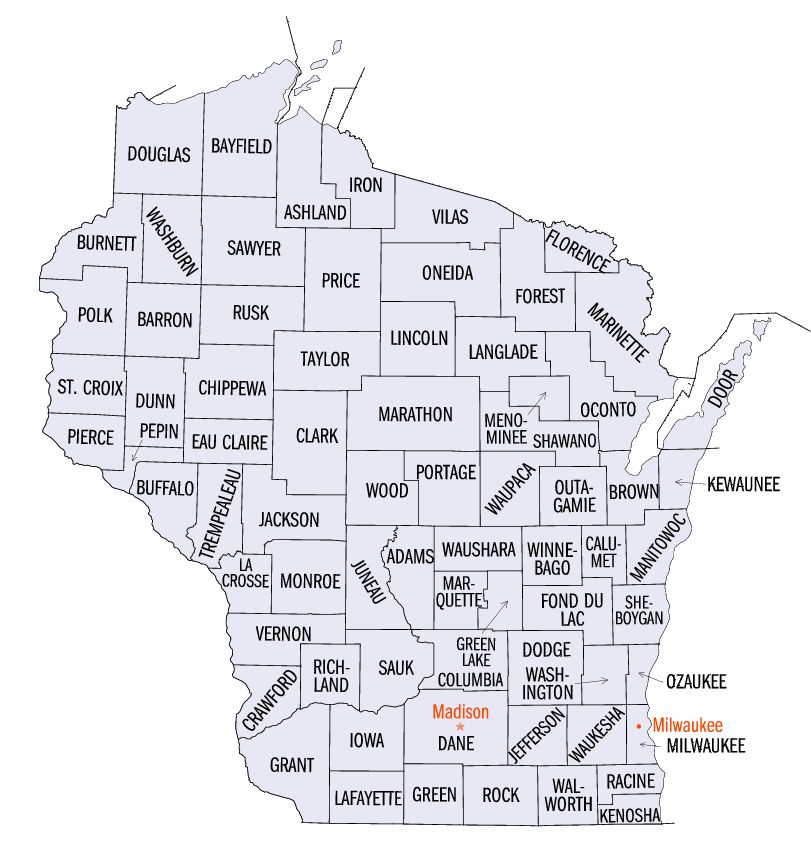 DOUGLAS
BAYFIELD
IRON
ASHLAND
VILAS
BURNETT
WASHBURN
SAWYER
FLORENCE
PRICE
ONEIDA
FOREST
POLK
BARRON
RUSK
MARINETTE
LINCOLN
LANGLADE
TAYLOR
ST. CROIX
DUNN
CHIPPEWA
DOOR
MARATHON
MENO-
MINEE
OCONTO
PIERCE
PEPIN
EAU CLAIRE
CLARK
SHAWANO
BUFFALO
TREMPEALEAU
WOOD
PORTAGE
WAUPACA
OUTA-
GAMIE
BROWN
KEWAUNEE
JACKSON
ADAMS
WAUSHARA
WINNE-
BAGO
CALU-
MET
MANITOWOC
LA
CROSSE
MONROE
JUNEAU
MAR-
QUETTE
FOND DU
LAC
SHE-
BOYGAN
VERNON
GREEN
LAKE
DODGE
RICH-
LAND
SAUK
COLUMBIA
WASH-
INGTON
OZAUKEE
CRAWFORD
Madison
DANE
JEFFERSON
WAUKESHA
Milwaukee
MILWAUKEE
GRANT
IOWA
LAFAYETTE
GREEN
ROCK
WAL-
WORTH
RACINE
KENOSHA